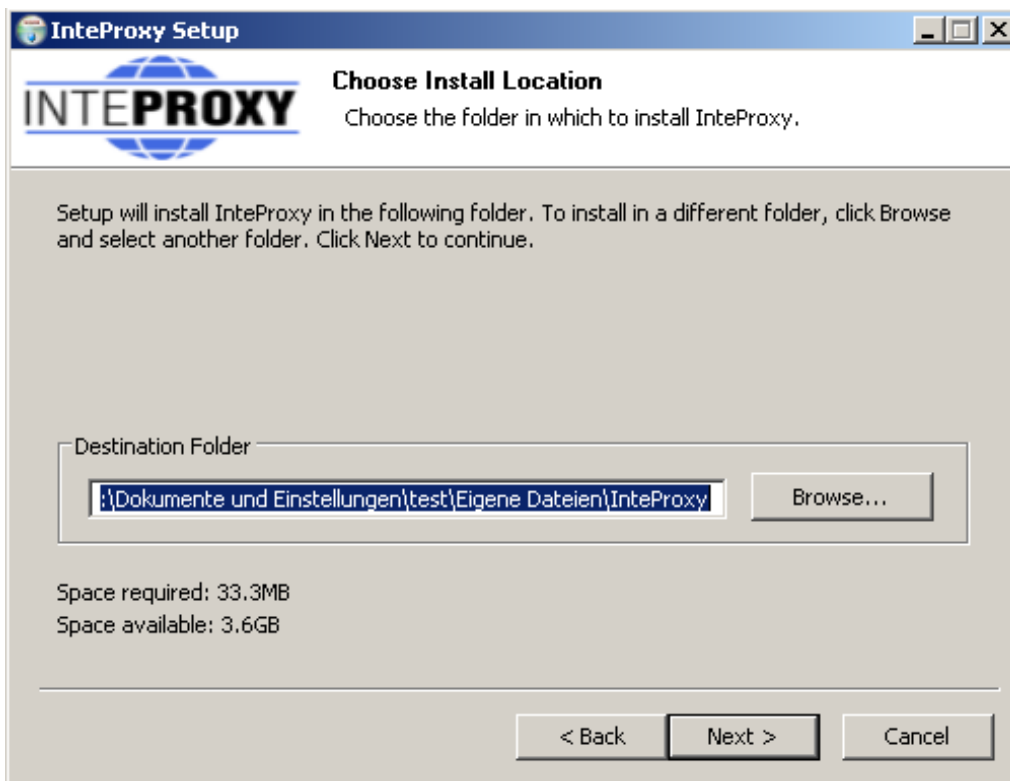 InteProxy Setup
INTEPROXY
Choose Install Location
Choose the folder in which to install InteProxy.
Setup will install InteProxy in the following folder. To install in a different folder, click Browse
and select another folder. Click Next to continue.
Destination Folder
:\Dokumente und Einstellungen\test\Eigene Dateien\InteProxy
Browse...
Space required: 33.3MB
Space available: 3.6GB
< Back
Next >
Cancel